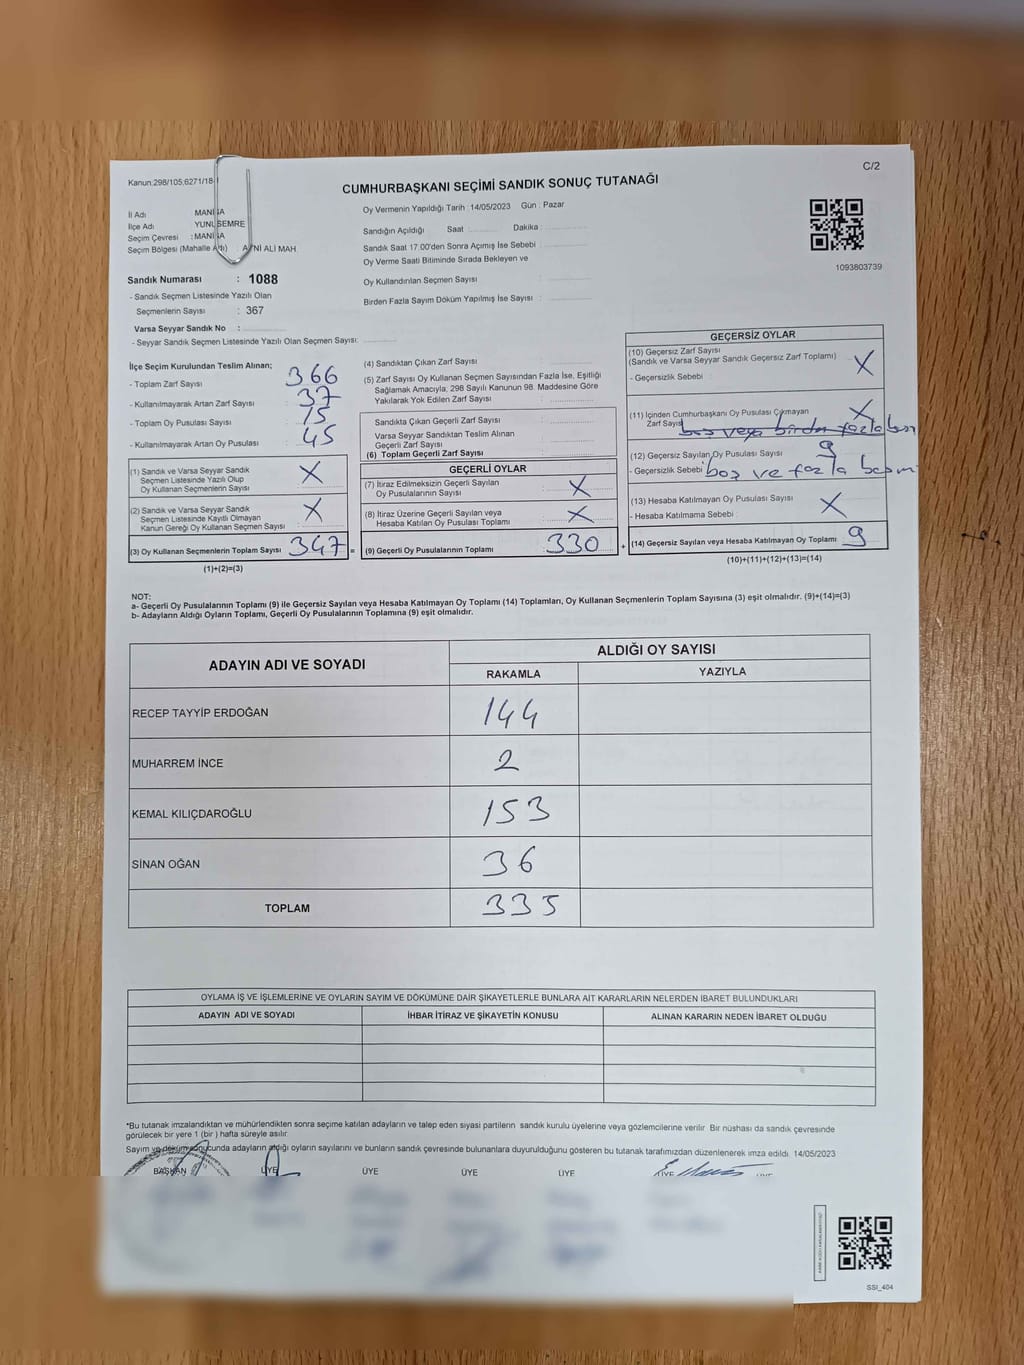 Kanun:298/105;6271/18
C/2
CUMHURBAŞKANI SEÇİMİ SANDIK SONUÇ TUTANAĞI
İl Adı MANİSA
İlçe Adı YUNUSEMRE
Seçim Çevresi : MANİSA
Seçim Bölgesi (Mahalle Adı) AYNİ ALİ MAH.
Oy Vermenin Yapıldığı Tarih : 14/05/2023 Gün : Pazar
Sandığın Açıldığı Saat Dakika :
Sandık Saat 17.00'den Sonra Açılmış İse Sebebi
Oy Verme Saati Bitiminde Sırada Bekleyen ve
Oy Kullandırılan Seçmen Sayısı :
Birden Fazla Sayım Döküm Yapılmış İse Sayısı :
1093803739
Sandık Numarası : 1088
- Sandık Seçmen Listesinde Yazılı Olan
Seçmenlerin Sayısı : 367
Varsa Seyyar Sandık No :
- Seyyar Sandık Seçmen Listesinde Yazılı Olan Seçmen Sayısı:
İlçe Seçim Kurulundan Teslim Alınan;
- Toplam Zarf Sayısı : 366
- Kullanılmayarak Artan Zarf Sayısı : 37
- Toplam Oy Pusulası Sayısı : 15
- Kullanılmayarak Artan Oy Pusulası : 45
(1) Sandık ve Varsa Seyyar Sandık
Seçmen Listesinde Yazılı Olup
Oy Kullanan Seçmenlerin Sayısı X
(2) Sandık ve Varsa Seyyar Sandık
Seçmen Listesinde Kayıtlı Olmayan
Kanun Gereği Oy Kullanan Seçmen Sayısı X
(3) Oy Kullanan Seçmenlerin Toplam Sayısı 347 =
(1)+(2)=(3)
(4) Sandıktan Çıkan Zarf Sayısı :
(5) Zarf Sayısı Oy Kullanan Seçmen Sayısından Fazla İse, Eşitliği
Sağlamak Amacıyla, 298 Sayılı Kanunun 98. Maddesine Göre
Yakılarak Yok Edilen Zarf Sayısı :
Sandıkta Çıkan Geçerli Zarf Sayısı :
Varsa Seyyar Sandıktan Teslim Alınan
Geçerli Zarf Sayısı :
(6) Toplam Geçerli Zarf Sayısı :
GEÇERLİ OYLAR
(7) İtiraz Edilmeksizin Geçerli Sayılan
Oy Pusulalarının Sayısı : X
(8) İtiraz Üzerine Geçerli Sayılan veya
Hesaba Katılan Oy Pusulası Toplamı : X
(9) Geçerli Oy Pusulalarının Toplamı : 330 +
GEÇERSİZ OYLAR
(10) Geçersiz Zarf Sayısı
(Sandık ve Varsa Seyyar Sandık Geçersiz Zarf Toplamı) X
- Geçersizlik Sebebi :
(11) İçinden Cumhurbaşkanı Oy Pusulası Çıkmayan
Zarf Sayısı X
boş veya birden fazla
(12) Geçersiz Sayılan Oy Pusulası Sayısı 9
- Geçersizlik Sebebi boş ve fazla
(13) Hesaba Katılmayan Oy Pusulası Sayısı X
- Hesaba Katılmama Sebebi :
(14) Geçersiz Sayılan veya Hesaba Katılmayan Oy Toplamı 9
(10)+(11)+(12)+(13)=(14)
NOT:
a- Geçerli Oy Pusulalarının Toplamı (9) ile Geçersiz Sayılan veya Hesaba Katılmayan Oy Toplamı (14) Toplamları, Oy Kullanan Seçmenlerin Toplam Sayısına (3) eşit olmalıdır. (9)+(14)=(3)
b- Adayların Aldığı Oyların Toplamı, Geçerli Oy Pusulalarının Toplamına (9) eşit olmalıdır.
ADAYIN ADI VE SOYADI
ALDIĞI OY SAYISI
RAKAMLA YAZIYLA
RECEP TAYYİP ERDOĞAN 144
MUHARREM İNCE 2
KEMAL KILIÇDAROĞLU 153
SİNAN OĞAN 36
TOPLAM 335
OYLAMA İŞ VE İŞLEMLERİNE VE OYLARIN SAYIM VE DÖKÜMÜNE DAİR ŞİKAYETLERLE BUNLARA AİT KARARLARIN NELERDEN İBARET BULUNDUKLARI
ADAYIN ADI VE SOYADI İHBAR İTİRAZ VE ŞİKAYETİN KONUSU ALINAN KARARIN NEDEN İBARET OLDUĞU
*Bu tutanak imzalandıktan ve mühürlendikten sonra seçime katılan adayların ve talep eden siyasi partilerin sandık kurulu üyelerine veya gözlemcilerine verilir. Bir nüshası da sandık çevresinde
görülecek bir yere 1 (bir ) hafta süreyle asılır.
Sayım ve döküm sonucunda adayların aldığı oyların sayılarını ve bunların sandık çevresinde bulunanlara duyurulduğunu gösteren bu tutanak tarafımızdan düzenlenerek imza edildi. 14/05/2023
BAŞKAN ÜYE ÜYE ÜYE ÜYE ÜYE
SSİ_404